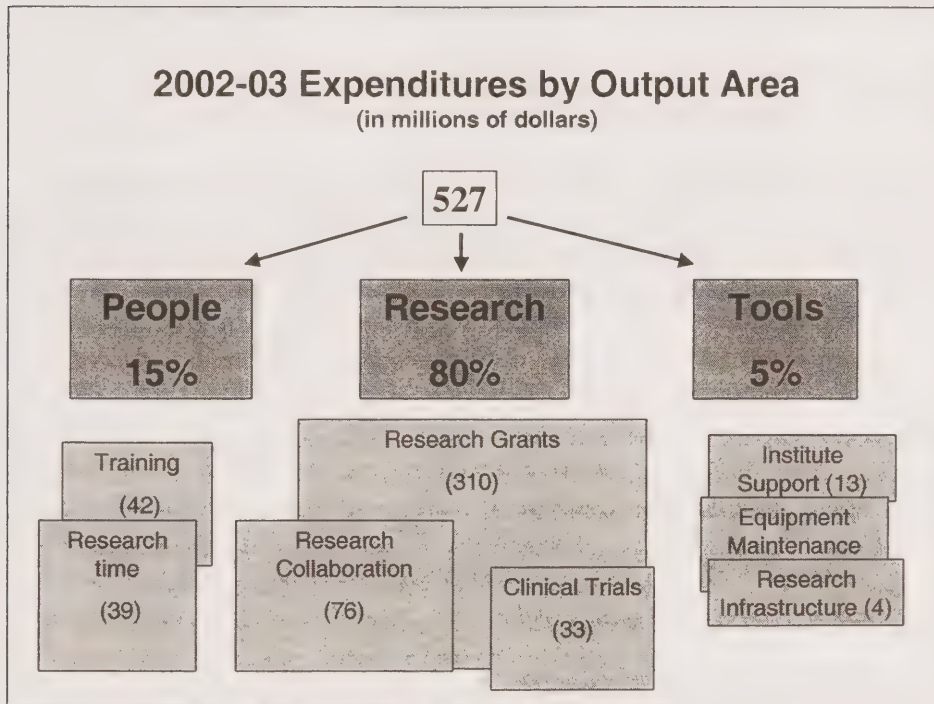 2002-03 Expenditures by Output Area
(in millions of dollars)
527
People
15%
Research
80%
Tools
5%
Training
(42)
Research
time
(39)
Research Grants
(310)
Research
Collaboration
(76)
Clinical Trials
(33)
Institute
Support (13)
Equipment
Maintenance
Research
Infrastructure (4)